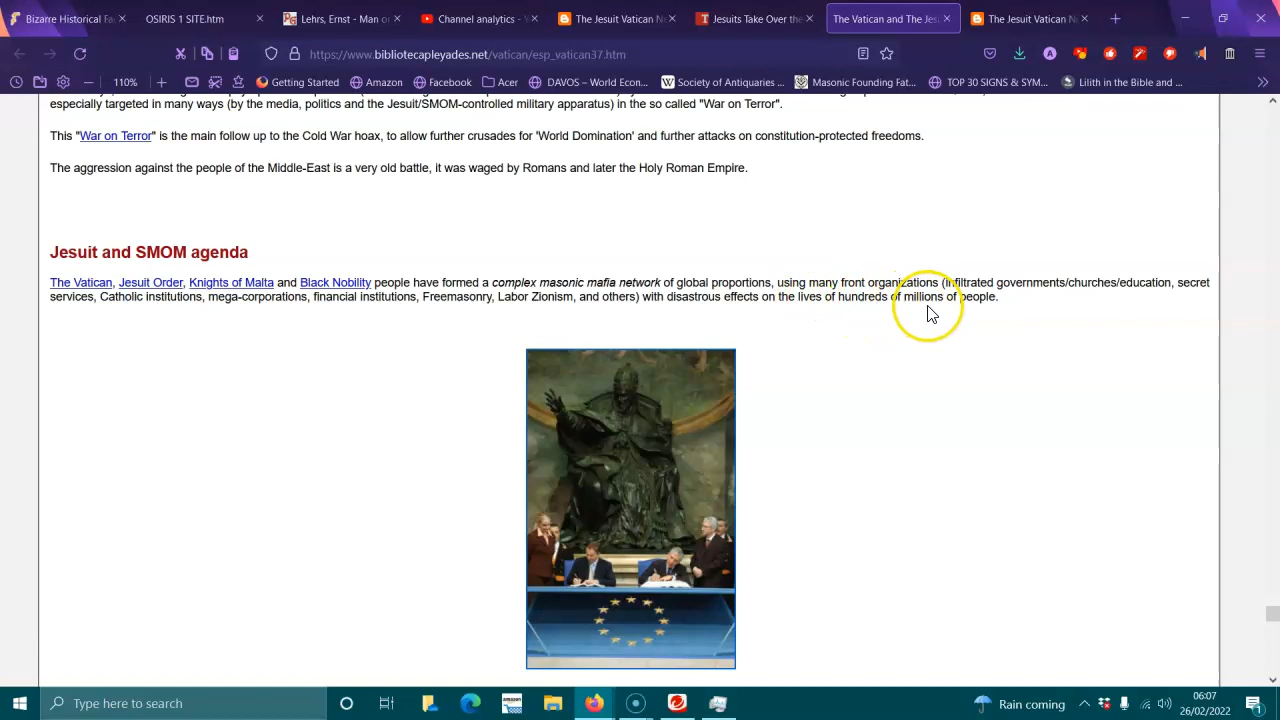 Bizarre Historical Fa
OSIRIS 1 SITE.htm
Lehrs, Ernst - Man o
Channel analytics - Y
The Jesuit Vatican N
Jesuits Take Over the
The Vatican and The Jes
The Jesuit Vatican Ne
https://www.bibliotecapleyades.net/vatican/esp_vatican37.htm
110%
Getting Started
Amazon
Facebook
Acer
DAVOS – World Econ...
Society of Antiquaries ...
Masonic Founding Fat...
TOP 30 SIGNS & SYM...
Lilith in the Bible and ...
especially targeted in many ways (by the media, politics and the Jesuit/SMOM-controlled military apparatus) in the so called "War on Terror".
This "War on Terror" is the main follow up to the Cold War hoax, to allow further crusades for 'World Domination' and further attacks on constitution-protected freedoms.
The aggression against the people of the Middle-East is a very old battle, it was waged by Romans and later the Holy Roman Empire.
Jesuit and SMOM agenda
The Vatican, Jesuit Order, Knights of Malta and Black Nobility people have formed a complex masonic mafia network of global proportions, using many front organizations (infiltrated governments/churches/education, secret
services, Catholic institutions, mega-corporations, financial institutions, Freemasonry, Labor Zionism, and others) with disastrous effects on the lives of hundreds of millions of people.
Type here to search
amazon
Rain coming
06:07
26/02/2022
1